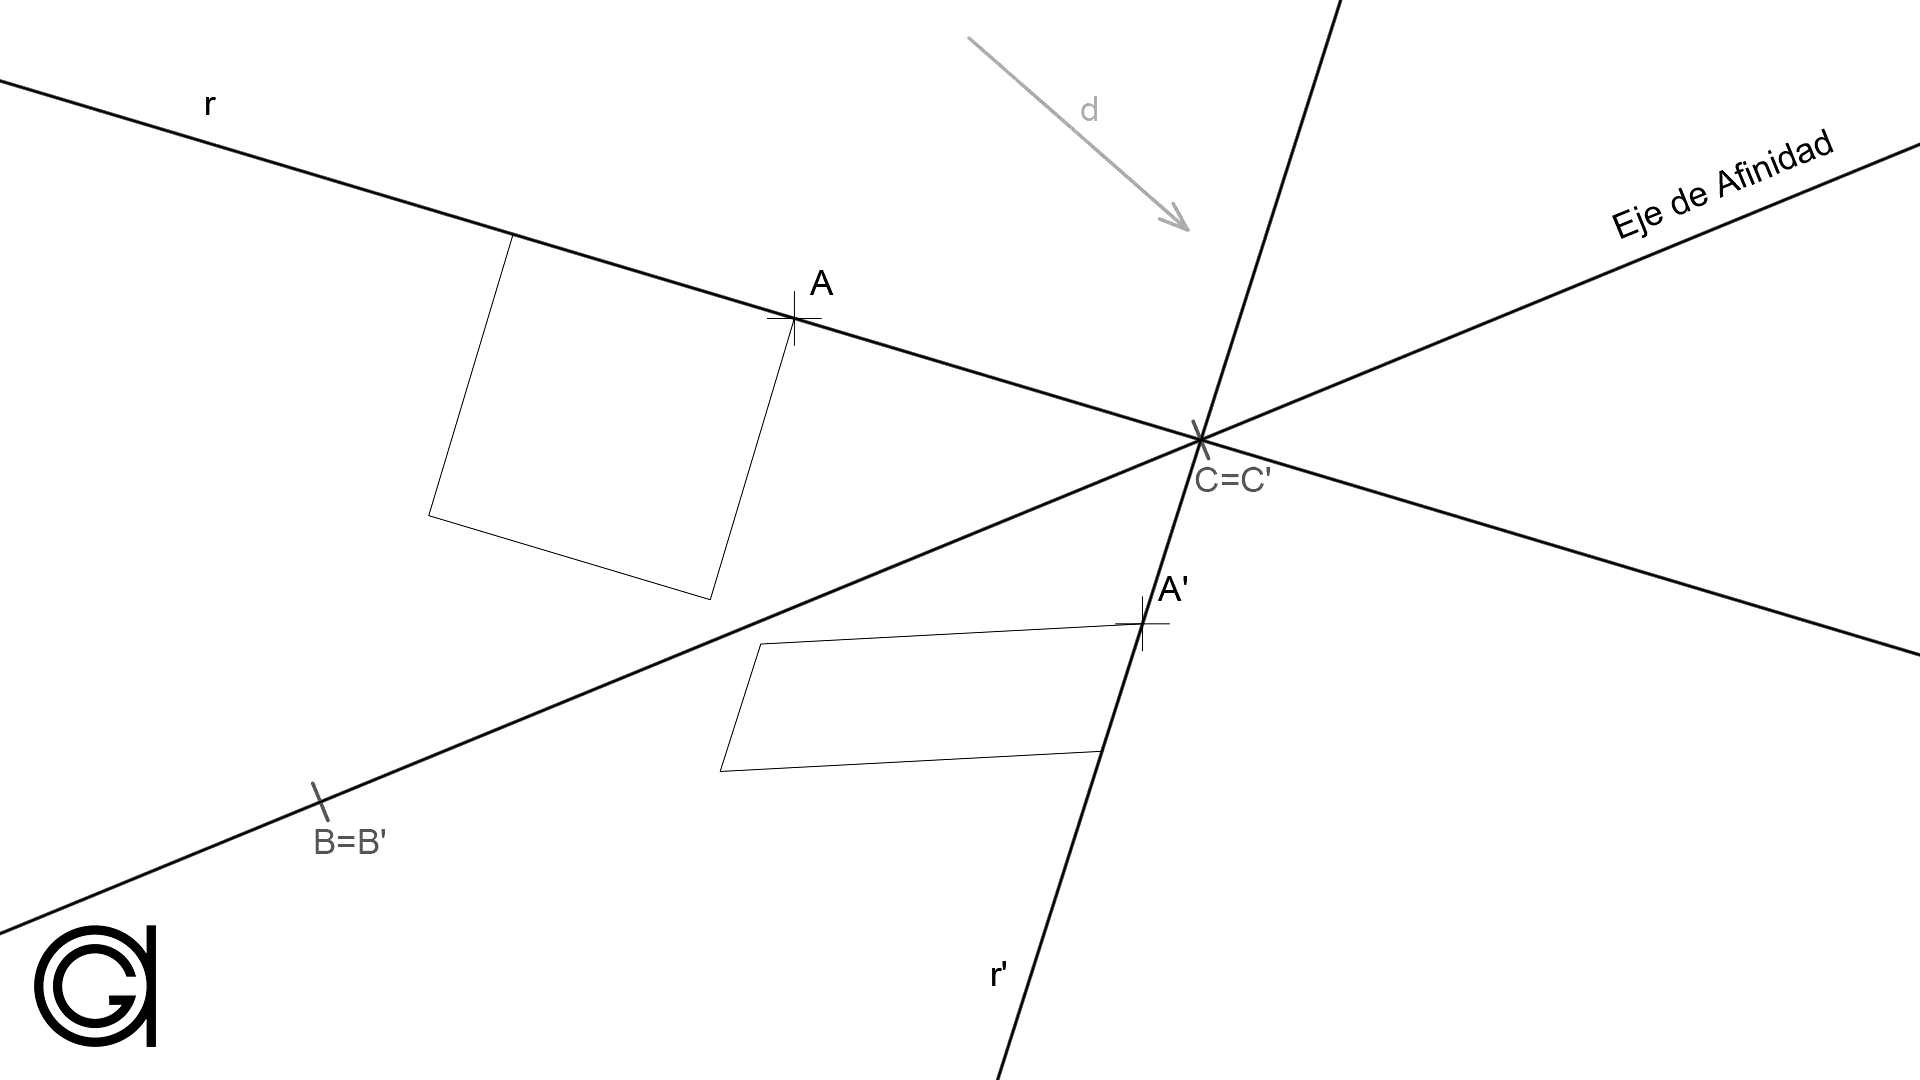 r
d
Eje de Afinidad
A
C=C'
A'
B=B'
r'